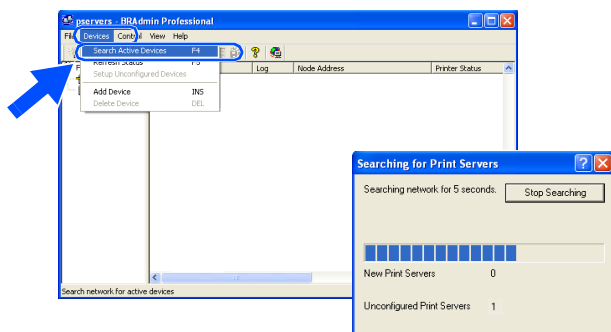 pservers - BRAdmin Professional
Devices Control View Help
Search Active Devices F4
Refresh Status F5
Setup Unconfigured Devices
Add Device INS
Delete Device DEL
Log Node Address Printer Status
Search network for active devices
Searching for Print Servers
Searching network for 5 seconds.
Stop Searching
New Print Servers 0
Unconfigured Print Servers 1